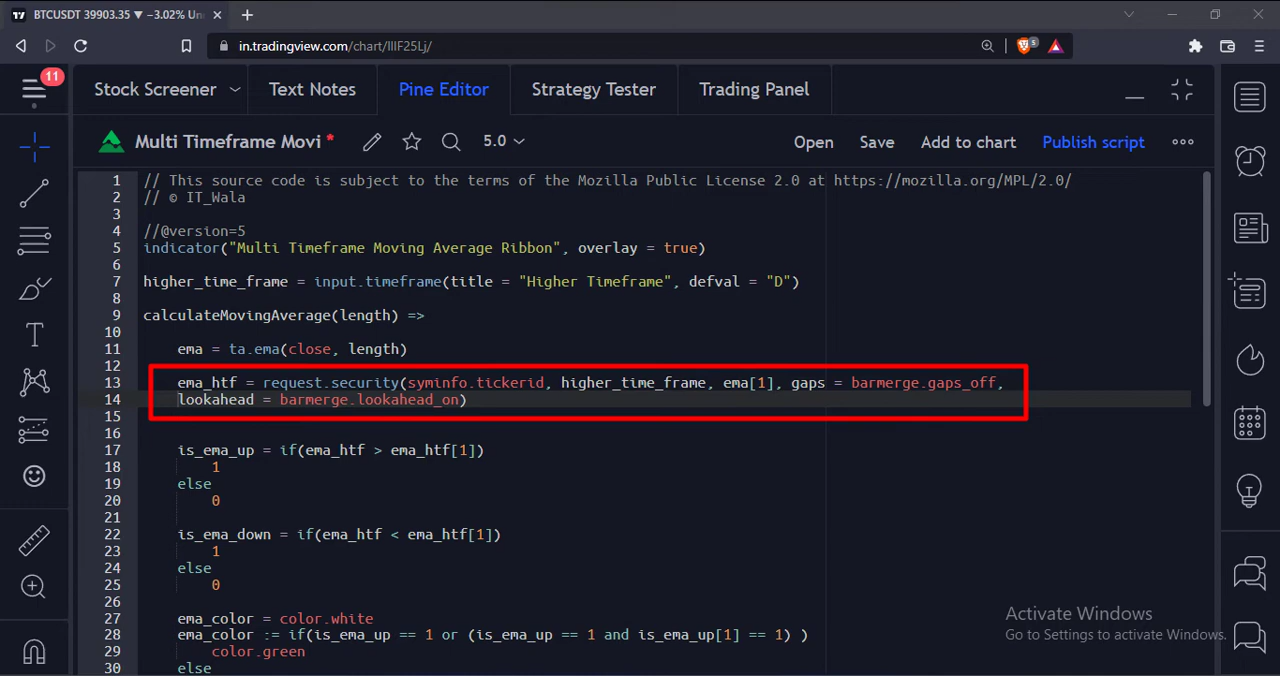 BTCUSDT 39903.35 ▼ −3.02% Un
in.tradingview.com/chart/lllF25Lj/
5
11
Stock Screener
Text Notes
Pine Editor
Strategy Tester
Trading Panel
Multi Timeframe Movi *
5.0
Open
Save
Add to chart
Publish script
1 // This source code is subject to the terms of the Mozilla Public License 2.0 at https://mozilla.org/MPL/2.0/
2 // © IT_Wala
3
4 //@version=5
5 indicator("Multi Timeframe Moving Average Ribbon", overlay = true)
6
7 higher_time_frame = input.timeframe(title = "Higher Timeframe", defval = "D")
8
9 calculateMovingAverage(length) =>
10
11 ema = ta.ema(close, length)
12
13 ema_htf = request.security(syminfo.tickerid, higher_time_frame, ema[1], gaps = barmerge.gaps_off,
14 lookahead = barmerge.lookahead_on)
15
16
17 is_ema_up = if(ema_htf > ema_htf[1])
18 1
19 else
20 0
21
22 is_ema_down = if(ema_htf < ema_htf[1])
23 1
24 else
25 0
26
27 ema_color = color.white
28 ema_color := if(is_ema_up == 1 or (is_ema_up == 1 and is_ema_up[1] == 1) )
29 color.green
30 else
Activate Windows
Go to Settings to activate Windows.